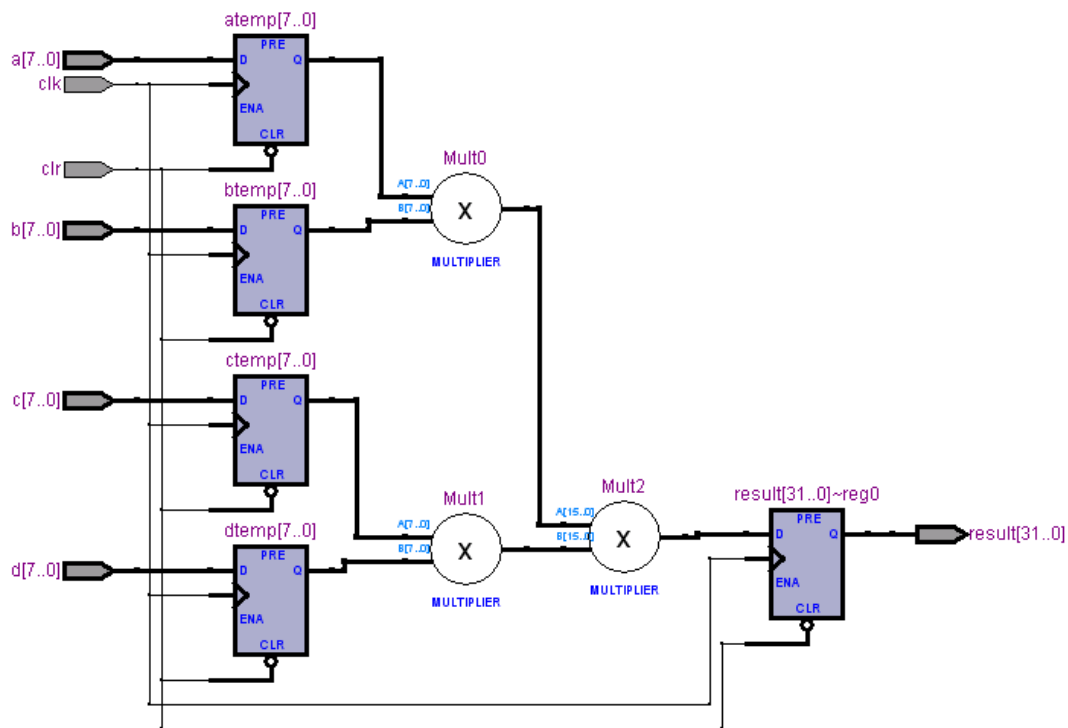 atemp[7..0]
PRE
a[7..0]
D
Q
clk
ENA
CLR
clr
Mult0
btemp[7..0]
A[7..0]
PRE
B[7..0]
X
b[7..0]
D
Q
MULTIPLIER
ENA
CLR
ctemp[7..0]
PRE
c[7..0]
D
Q
ENA
CLR
Mult1
Mult2
result[31..0]~reg0
dtemp[7..0]
A[7..0]
A[15..0]
PRE
PRE
B[7..0]
B[15..0]
D
Q
result[31..0]
X
X
d[7..0]
D
Q
ENA
MULTIPLIER
MULTIPLIER
CLR
ENA
CLR